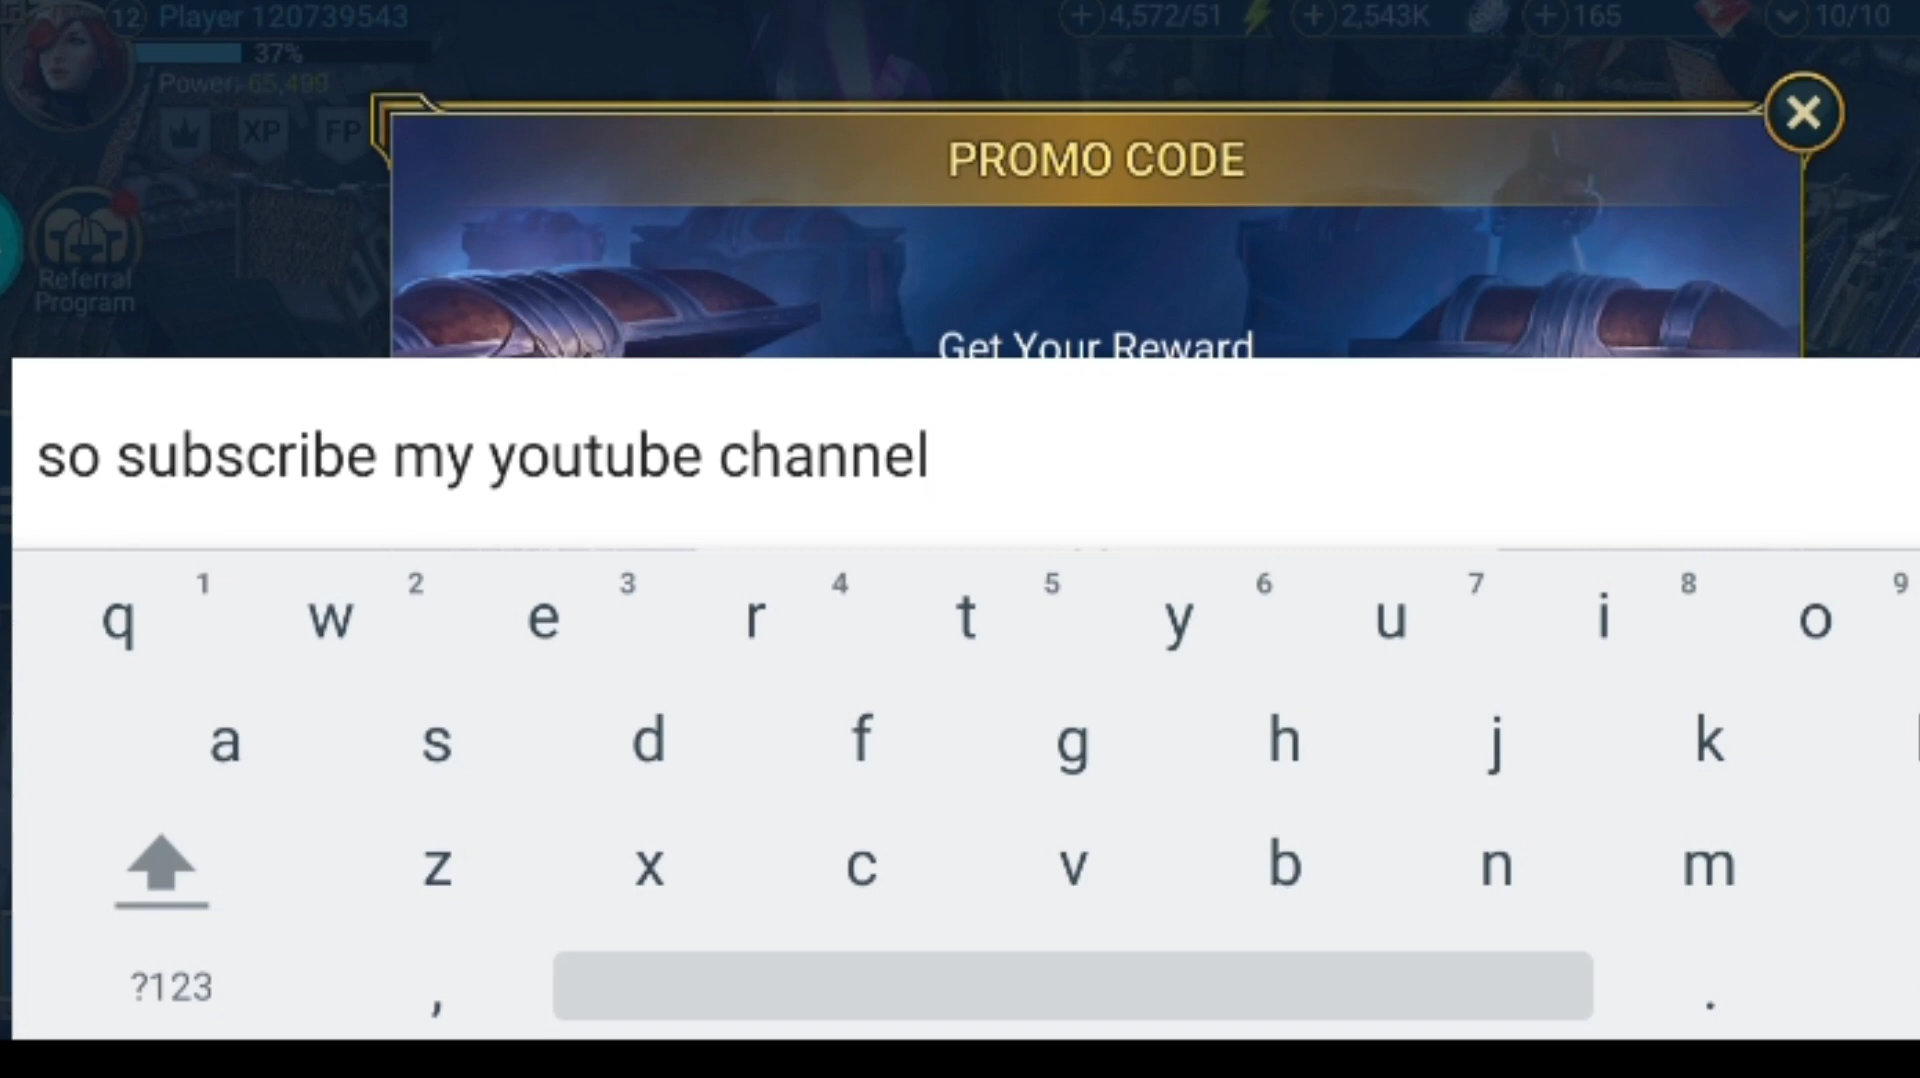 12 Player 120739543
4,572/51
2,543K
165
10/10
37%
Power: 65,499
XP
FP
PROMO CODE
Referral
Program
Get Your Reward
so subscribe my youtube channel
1 2 3 4 5 6 7 8 9
q w e r t y u i o
a s d f g h j k
z x c v b n m
?123 , .